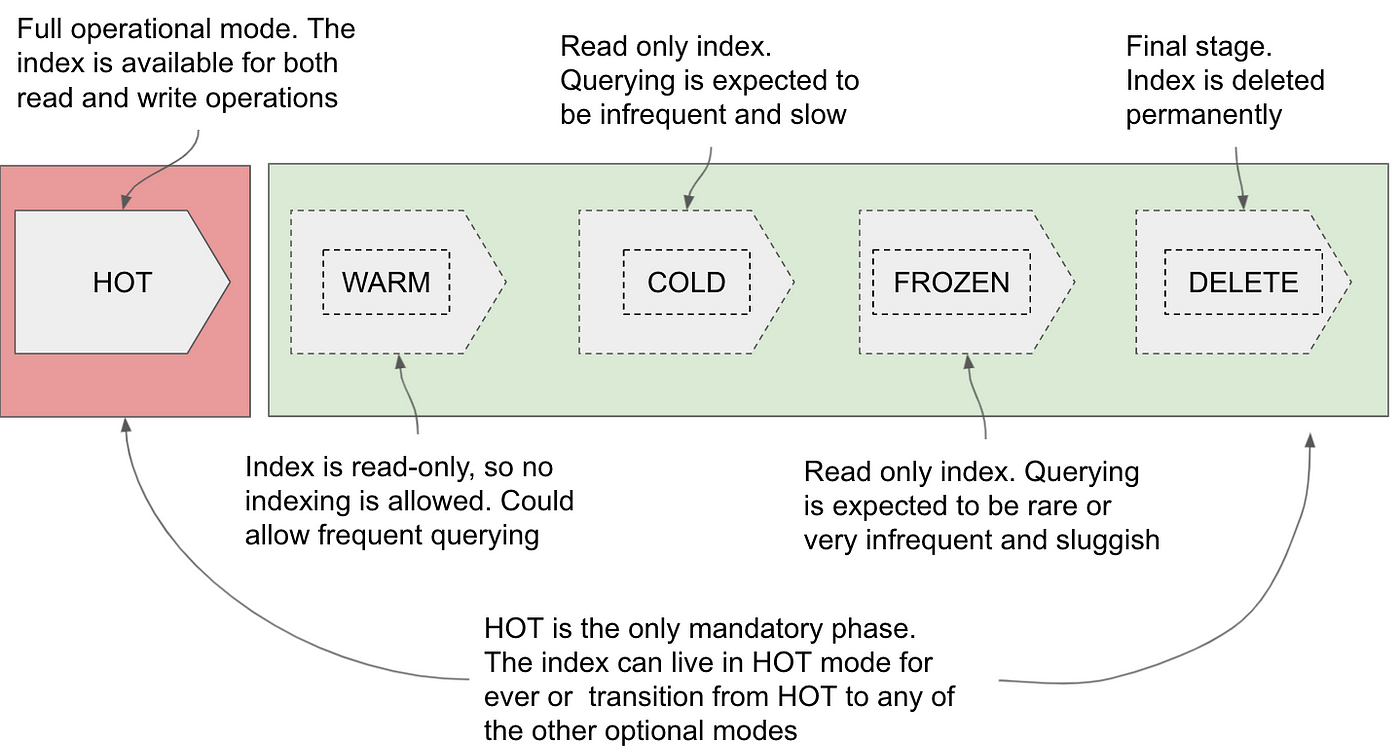 Full operational mode. The
index is available for both
read and write operations
Read only index.
Querying is expected to
be infrequent and slow
Final stage.
Index is deleted
permanently
HOT
WARM
COLD
FROZEN
DELETE
Index is read-only, so no
indexing is allowed. Could
allow frequent querying
Read only index. Querying
is expected to be rare or
very infrequent and sluggish
HOT is the only mandatory phase.
The index can live in HOT mode for
ever or  transition from HOT to any of
the other optional modes